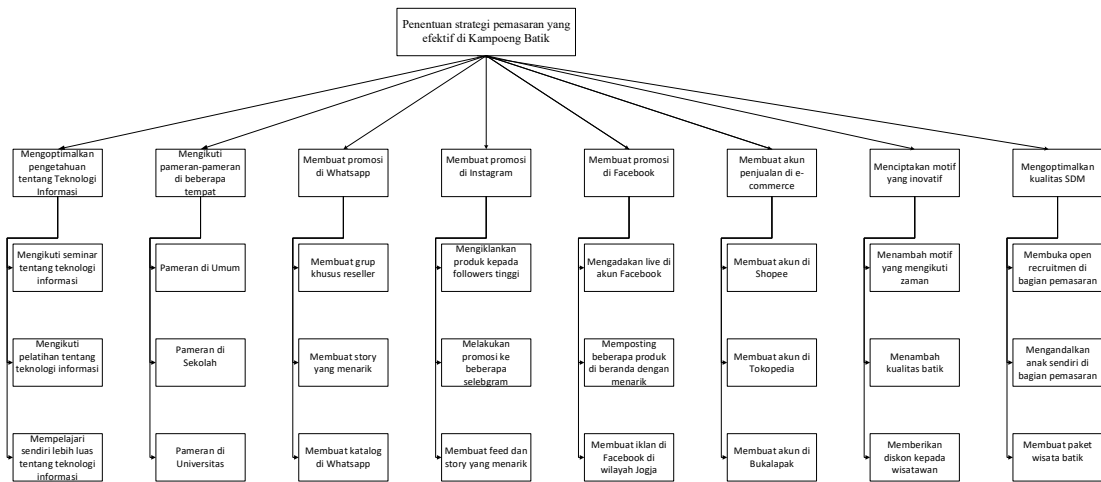 Penentuan strategi pemasaran yang
efektif di Kampoeng Batik
Mengoptimalkan
pengetahuan
tentang Teknologi
Informasi
Mengikuti
pameran-pameran
di beberapa
tempat
Membuat promosi
di Whatsapp
Membuat promosi
di Instagram
Membuat promosi
di Facebook
Membuat akun
penjualan di e-
commerce
Menciptakan motif
yang inovatif
Mengoptimalkan
kualitas SDM
Mengikuti seminar
tentang teknologi
informasi
Pameran di Umum
Membuat grup
khusus reseller
Mengiklankan
produk kepada
followers tinggi
Mengadakan live di
akun Facebook
Membuat akun di
Shopee
Menambah motif
yang mengikuti
zaman
Membuka open
recruitmen di
bagian pemasaran
Mengikuti
pelatihan tentang
teknologi informasi
Pameran di
Sekolah
Membuat story
yang menarik
Melakukan
promosi ke
beberapa
selebgram
Memposting
beberapa produk
di beranda dengan
menarik
Membuat akun di
Tokopedia
Menambah
kualitas batik
Mengandalkan
anak sendiri di
bagian pemasaran
Mempelajari
sendiri lebih luas
tentang teknologi
informasi
Pameran di
Universitas
Membuat katalog
di Whatsapp
Membuat feed dan
story yang menarik
Membuat iklan di
Facebook di
wilayah Jogja
Membuat akun di
Bukalapak
Memberikan
diskon kepada
wisatawan
Membuat paket
wisata batik